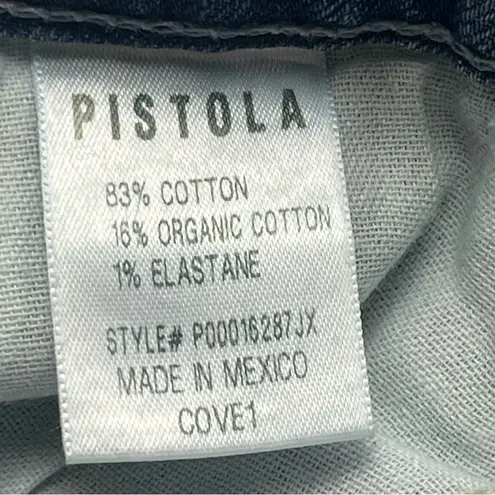 PISTOLA
83% COTTON
16% ORGANIC COTTON
1% ELASTANE
STYLE# P00016287JX
MADE IN MEXICO
COVE1